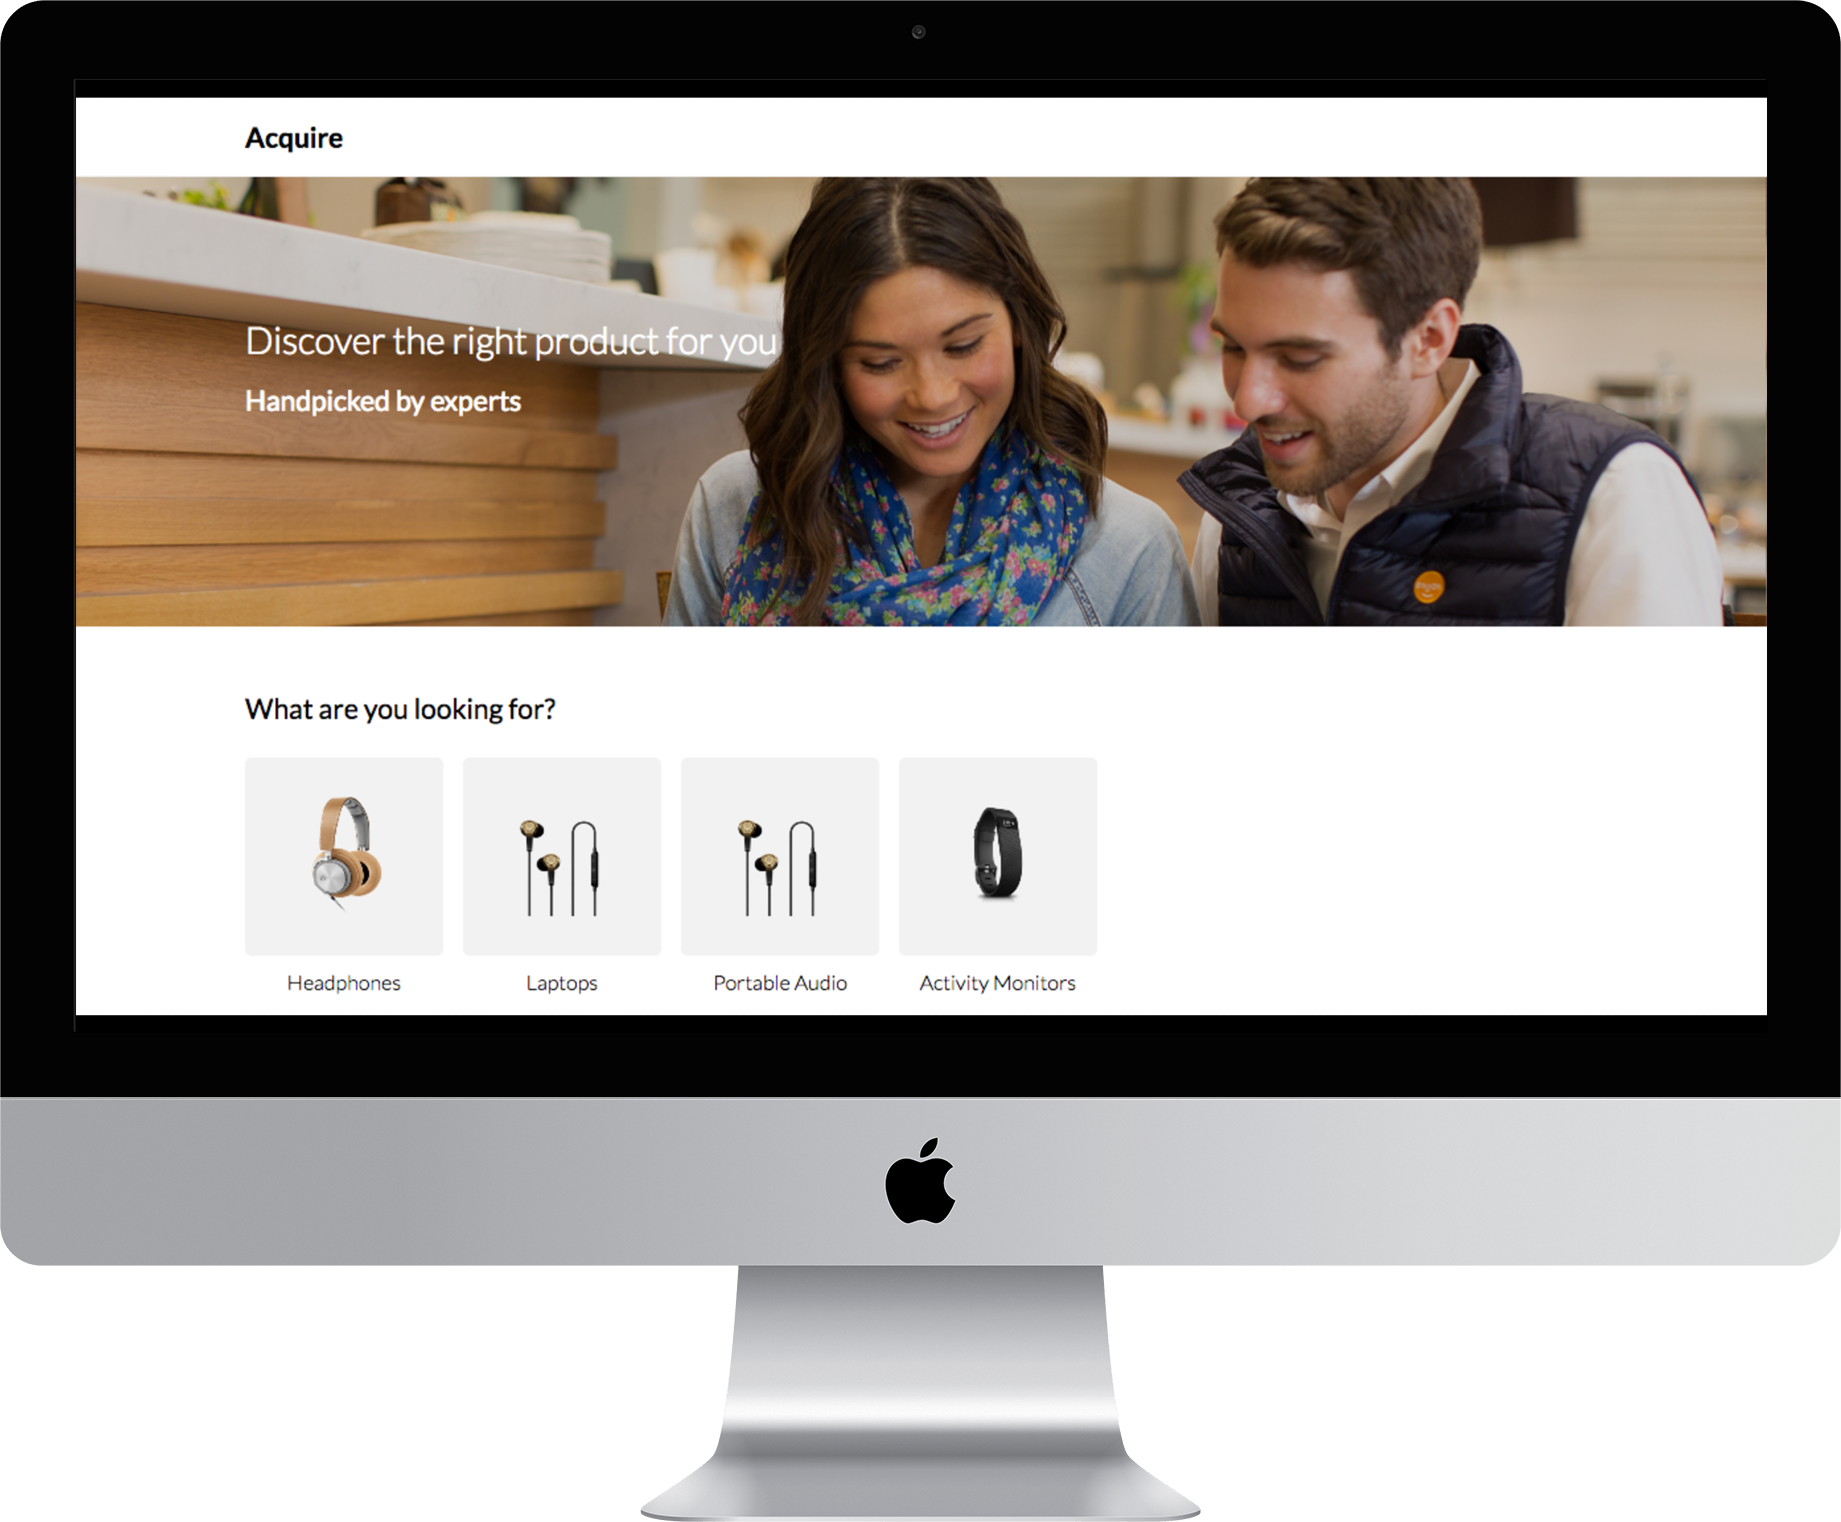 Acquire
Discover the right product for you
Handpicked by experts
What are you looking for?
Headphones
Laptops
Portable Audio
Activity Monitors